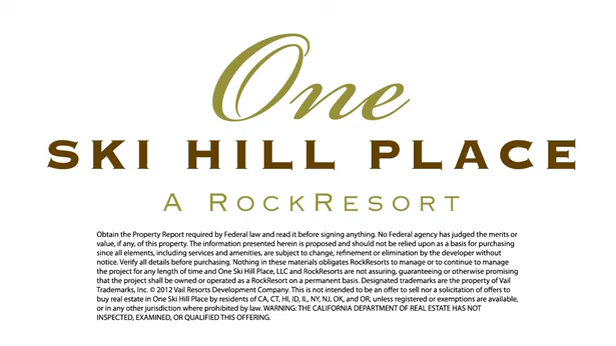 One
SKI HILL PLACE
A ROCKRESORT
Obtain the Property Report required by Federal law and read it before signing anything. No Federal agency has judged the merits or
value, if any, of this property. The information presented herein is proposed and should not be relied upon as a basis for purchasing
since all elements, including services and amenities, are subject to change, refinement or elimination by the developer without
notice. Verify all details before purchasing. Nothing in these materials obligates RockResorts to manage or to continue to manage
the project for any length of time and One Ski Hill Place, LLC and RockResorts are not assuring, guaranteeing or otherwise promising
that the project shall be owned or operated as a RockResort on a permanent basis. Designated trademarks are the property of Vail
Trademarks, Inc. © 2012 Vail Resorts Development Company. This is not intended to be an offer to sell nor a solicitation of offers to
buy real estate in One Ski Hill Place by residents of CA, CT, HI, ID, IL, NY, NJ, OK, and OR, unless registered or exemptions are available,
or in any other jurisdiction where prohibited by law. WARNING: THE CALIFORNIA DEPARTMENT OF REAL ESTATE HAS NOT
INSPECTED, EXAMINED, OR QUALIFIED THIS OFFERING.